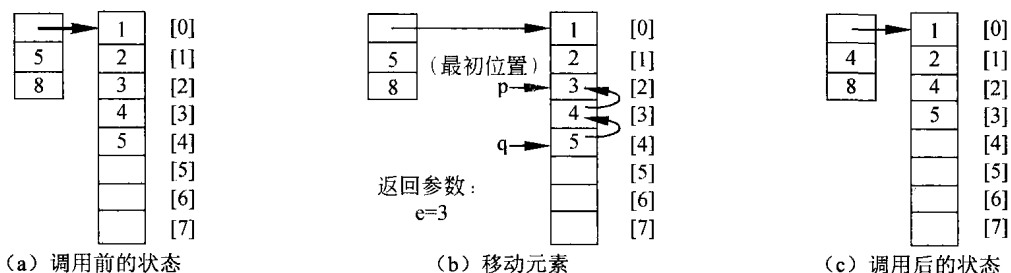 1 [0]
5 2 [1]
8 3 [2]
4 [3]
5 [4]
[5]
[6]
[7]
(a) 调用前的状态
1 [0]
5 (最初位置) 2 [1]
8 p 3 [2]
4 [3]
q 5 [4]
[5]
返回参数: [6]
e=3 [7]
(b) 移动元素
1 [0]
4 2 [1]
8 4 [2]
5 [3]
[4]
[5]
[6]
[7]
(c) 调用后的状态